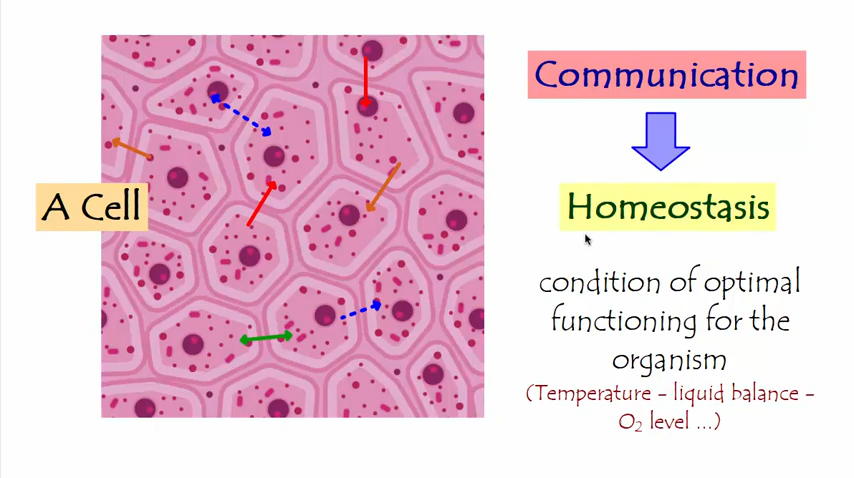 Communication
A Cell
Homeostasis
condition of optimal
functioning for the
organism
(Temperature - liquid balance -
O₂ level ...)